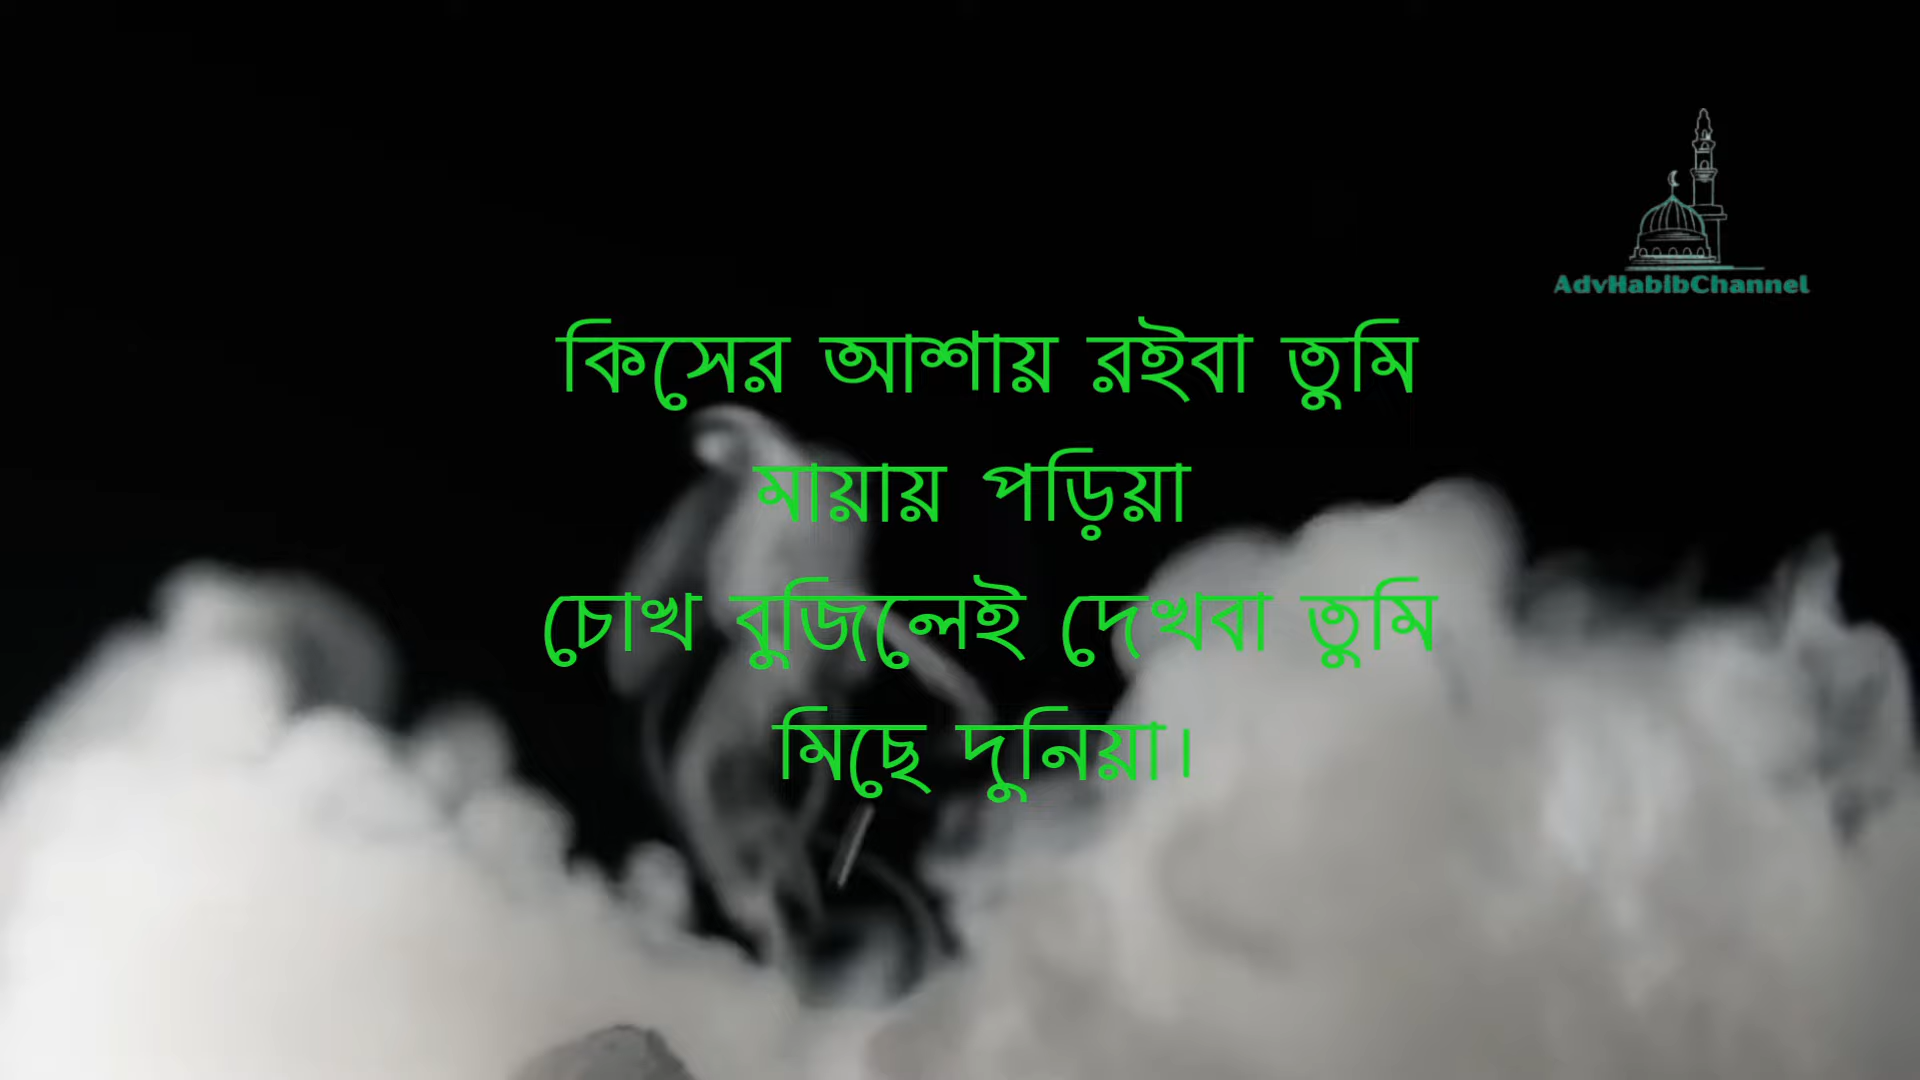 AdvHabibChannel
কিসের আশায় রইবা তুমি
মায়ায় পড়িয়া
চোখ বুজিলেই দেখবা তুমি
মিছে দুনিয়া।